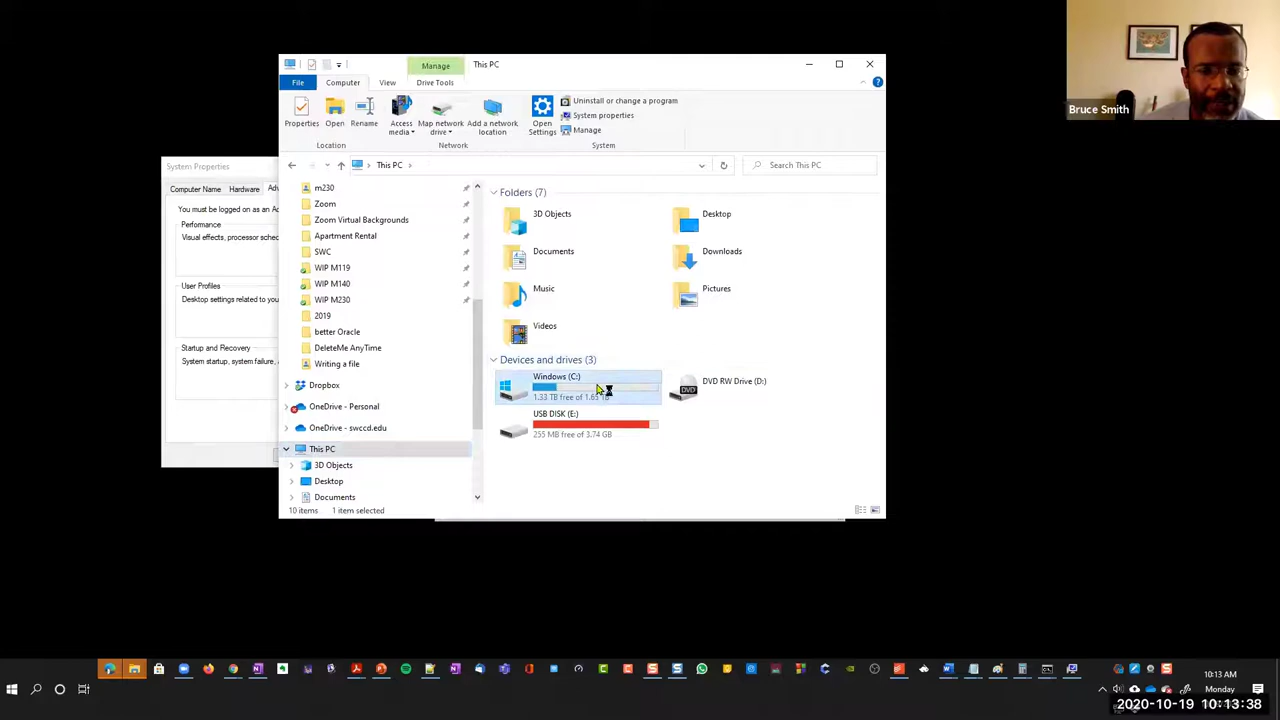 Manage
This PC
File
Computer
View
Drive Tools
Properties
Open
Rename
Access media
Map network drive
Add a network location
Open Settings
Uninstall or change a program
System properties
Manage
Location
Network
System
This PC
Search This PC
System Properties
Computer Name
Hardware
You must be logged on as an Ad
Performance
Visual effects, processor sched
User Profiles
Desktop settings related to you
Startup and Recovery
System startup, system failure,
m230
Zoom
Zoom Virtual Backgrounds
Apartment Rental
SWC
WIP M119
WIP M140
WIP M230
2019
better Oracle
DeleteMe AnyTime
Writing a file
Dropbox
OneDrive - Personal
OneDrive - swccd.edu
This PC
3D Objects
Desktop
Documents
Folders (7)
3D Objects
Desktop
Documents
Downloads
Music
Pictures
Videos
Devices and drives (3)
Windows (C:)
1.33 TB free of
DVD RW Drive (D:)
USB DISK (E:)
255 MB free of 3.74 GB
10 items
1 item selected
Bruce Smith
10:13 AM
Monday
2020-10-19 10:13:38